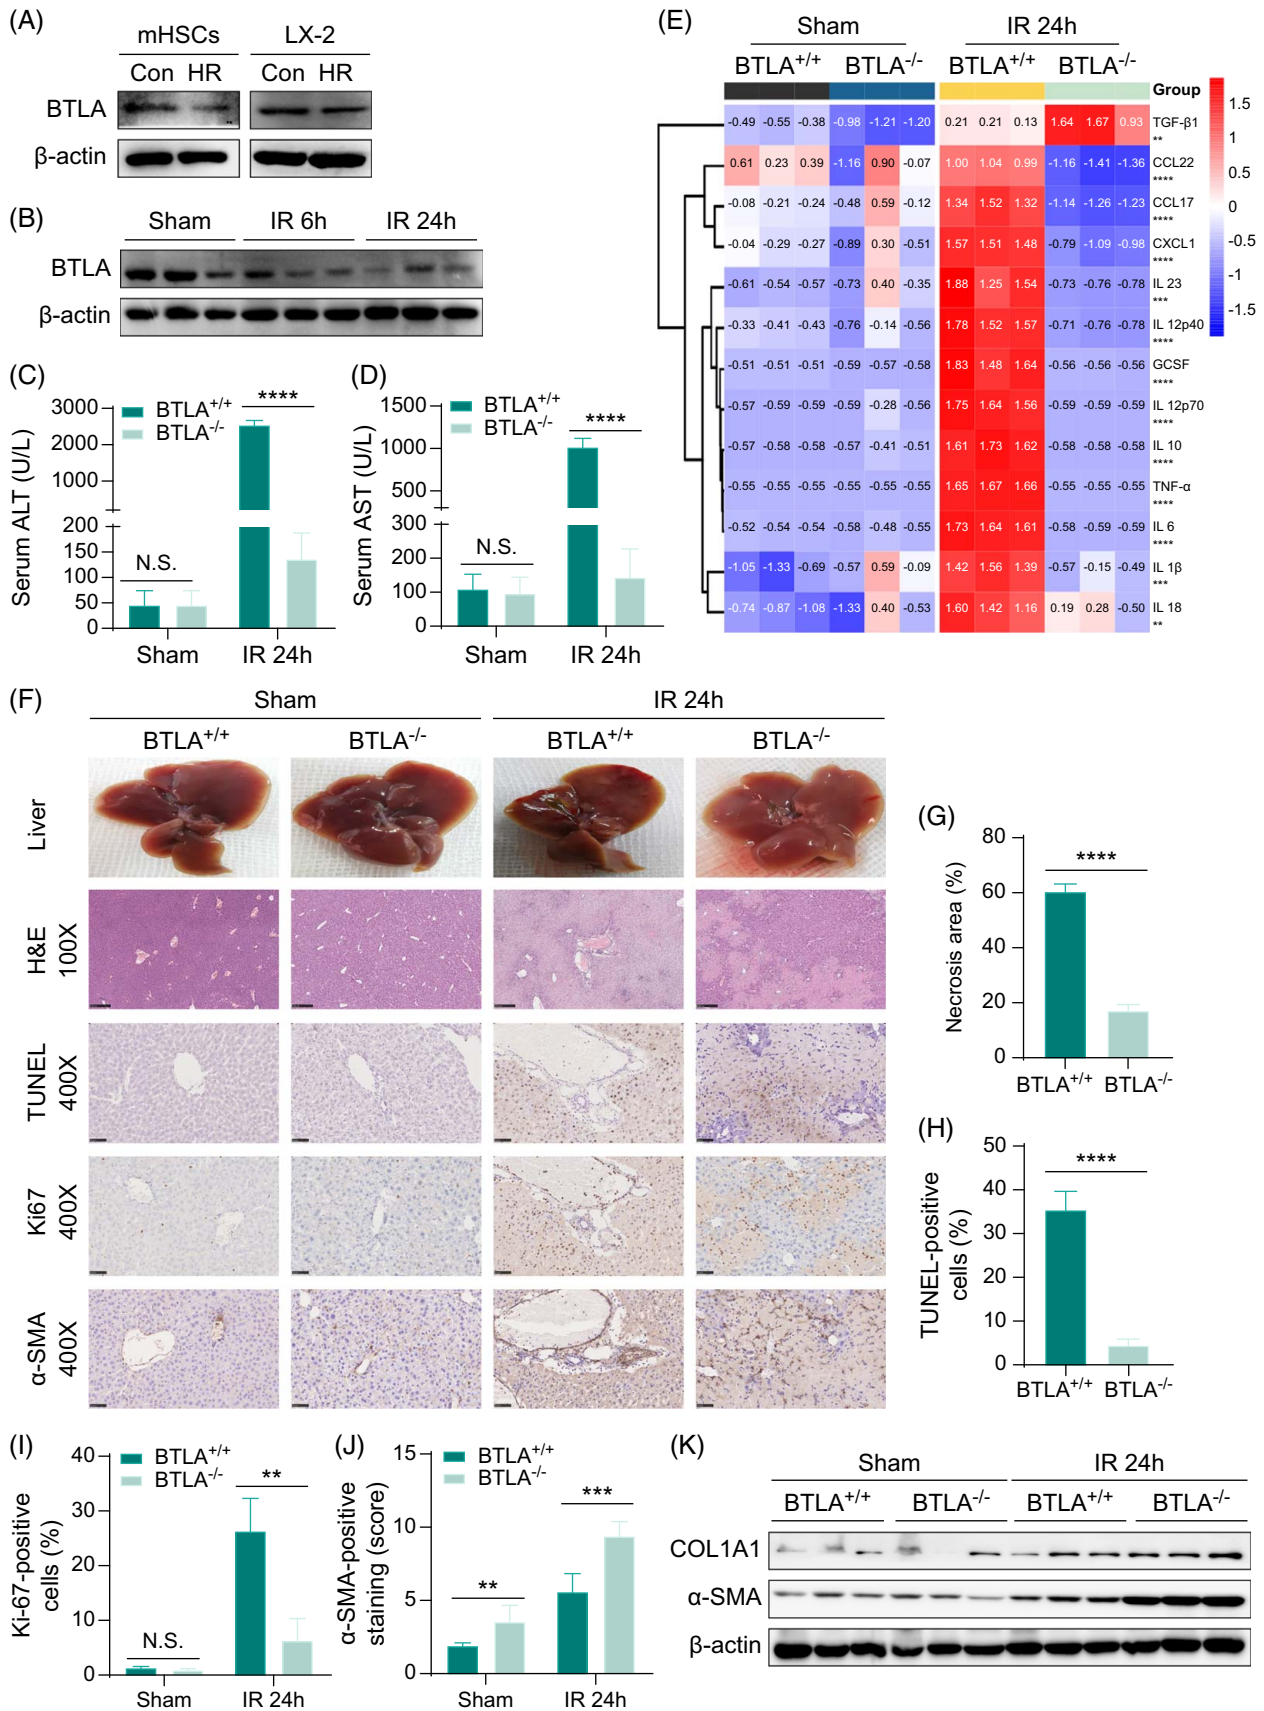 (A)
mHSCs LX-2
Con HR Con HR
BTLA
β-actin
(B)
Sham IR 6h IR 24h
BTLA
β-actin
(C)
3000
2000
1000
200
150
100
50
0
Serum ALT (U/L)
BTLA+/+
BTLA-/-
N.S.
****
Sham IR 24h
(D)
1500
1000
500
300
200
100
0
Serum AST (U/L)
BTLA+/+
BTLA-/-
N.S.
****
Sham IR 24h
(E)
Sham IR 24h
BTLA+/+ BTLA-/- BTLA+/+ BTLA-/-
Group
-0.49 -0.55 -0.38 -0.98 -1.21 -1.20 0.21 0.21 0.13 1.64 1.67 0.93 TGF-β1
**
0.61 0.23 0.39 -1.16 0.90 -0.07 1.00 1.04 0.99 -1.16 -1.41 -1.36 CCL22
****
-0.08 -0.21 -0.24 -0.48 0.59 -0.12 1.34 1.52 1.32 -1.14 -1.26 -1.23 CCL17
****
-0.04 -0.29 -0.27 -0.89 0.30 -0.51 1.57 1.51 1.48 -0.79 -1.09 -0.98 CXCL1
****
-0.61 -0.54 -0.57 -0.73 0.40 -0.35 1.88 1.25 1.54 -0.73 -0.76 -0.78 IL 23
***
-0.33 -0.41 -0.43 -0.76 -0.14 -0.56 1.78 1.52 1.57 -0.71 -0.76 -0.78 IL 12p40
****
-0.51 -0.51 -0.51 -0.59 -0.57 -0.58 1.83 1.48 1.64 -0.56 -0.56 -0.56 GCSF
****
-0.57 -0.59 -0.59 -0.59 -0.28 -0.56 1.75 1.64 1.56 -0.59 -0.59 -0.59 IL 12p70
****
-0.57 -0.58 -0.58 -0.57 -0.41 -0.51 1.61 1.73 1.62 -0.58 -0.58 -0.58 IL 10
****
-0.55 -0.55 -0.55 -0.55 -0.55 -0.55 1.65 1.67 1.66 -0.55 -0.55 -0.55 TNF-α
****
-0.52 -0.54 -0.54 -0.58 -0.48 -0.55 1.73 1.64 1.61 -0.58 -0.59 -0.59 IL 6
****
-1.05 -1.33 -0.69 -0.57 0.59 -0.09 1.42 1.56 1.39 -0.57 -0.15 -0.49 IL 1β
***
-0.74 -0.87 -1.08 -1.33 0.40 -0.53 1.60 1.42 1.16 0.19 0.28 -0.50 IL 18
**
1.5
1
0.5
0
-0.5
-1
-1.5
(F)
Sham IR 24h
BTLA+/+ BTLA-/- BTLA+/+ BTLA-/-
Liver
H&E
100X
TUNEL
400X
Ki67
400X
α-SMA
400X
(G)
80
60
40
20
0
Necrosis area (%)
****
BTLA+/+ BTLA-/-
(H)
50
40
30
20
10
0
TUNEL-positive
cells (%)
****
BTLA+/+ BTLA-/-
(I)
40
30
20
10
0
Ki-67-positive
cells (%)
BTLA+/+
BTLA-/-
N.S.
**
Sham IR 24h
(J)
15
10
5
0
α-SMA-positive
staining (score)
BTLA+/+
BTLA-/-
**
***
Sham IR 24h
(K)
Sham IR 24h
BTLA+/+ BTLA-/- BTLA+/+ BTLA-/-
COL1A1
α-SMA
β-actin